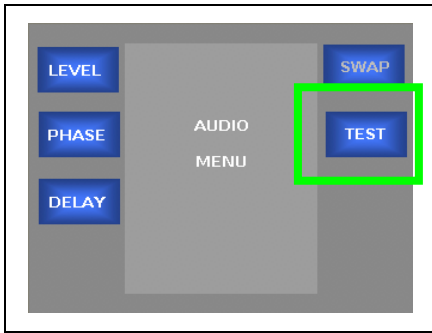 LEVEL
SWAP
PHASE
AUDIO
MENU
TEST
DELAY